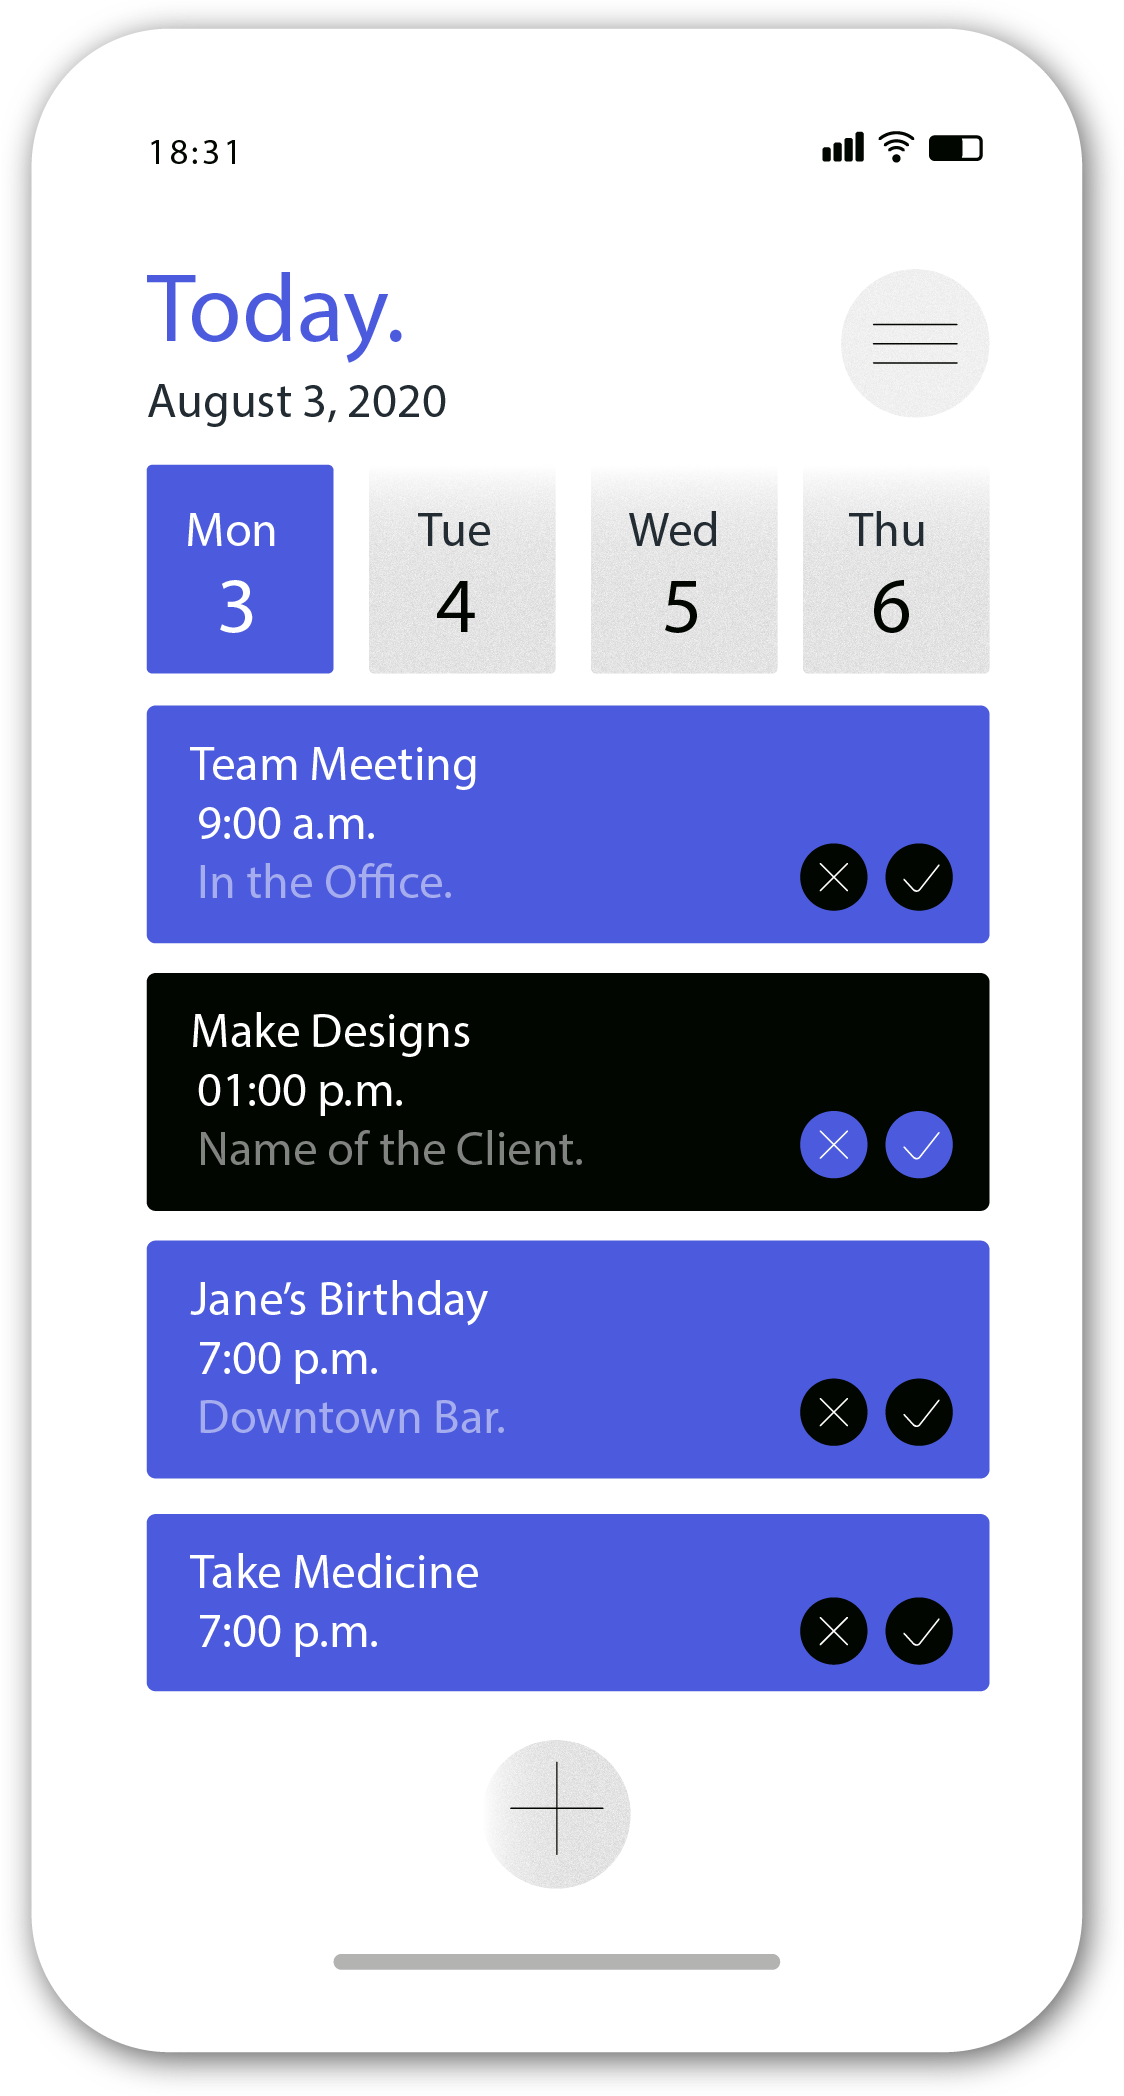 18:31
Today.
August 3, 2020
Mon Tue Wed Thu
3 4 5 6
Team Meeting
9:00 a.m.
In the Office.
Make Designs
01:00 p.m.
Name of the Client.
Jane’s Birthday
7:00 p.m.
Downtown Bar.
Take Medicine
7:00 p.m.